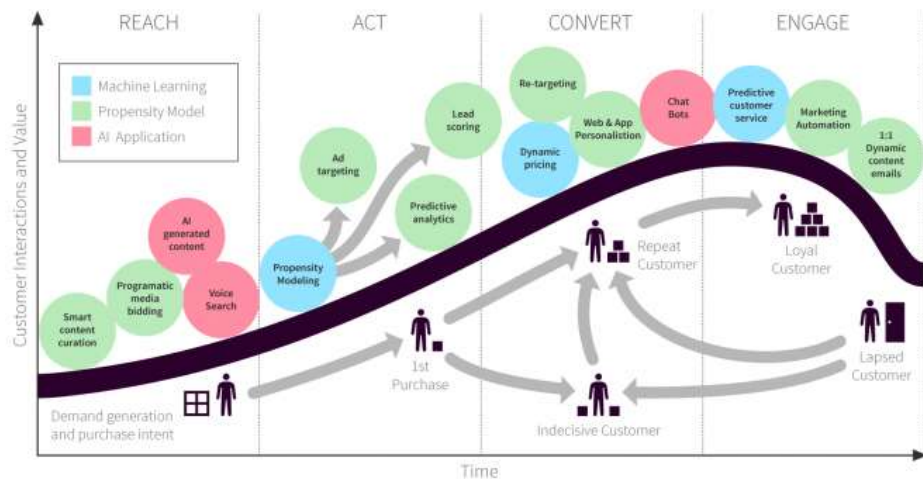 REACH
ACT
CONVERT
ENGAGE
Customer Interactions and Value
Machine Learning
Propensity Model
AI Application
Smart
content
curation
Programatic
media
bidding
AI
generated
content
Voice
Search
Propensity
Modeling
Ad
targeting
Predictive
analytics
Lead
scoring
Re-targeting
Dynamic
pricing
Web & App
Personalistion
Chat
Bots
Predictive
customer
service
Marketing
Automation
1:1
Dynamic
content
emails
Demand generation
and purchase intent
1st
Purchase
Repeat
Customer
Indecisive Customer
Loyal
Customer
Lapsed
Customer
Time